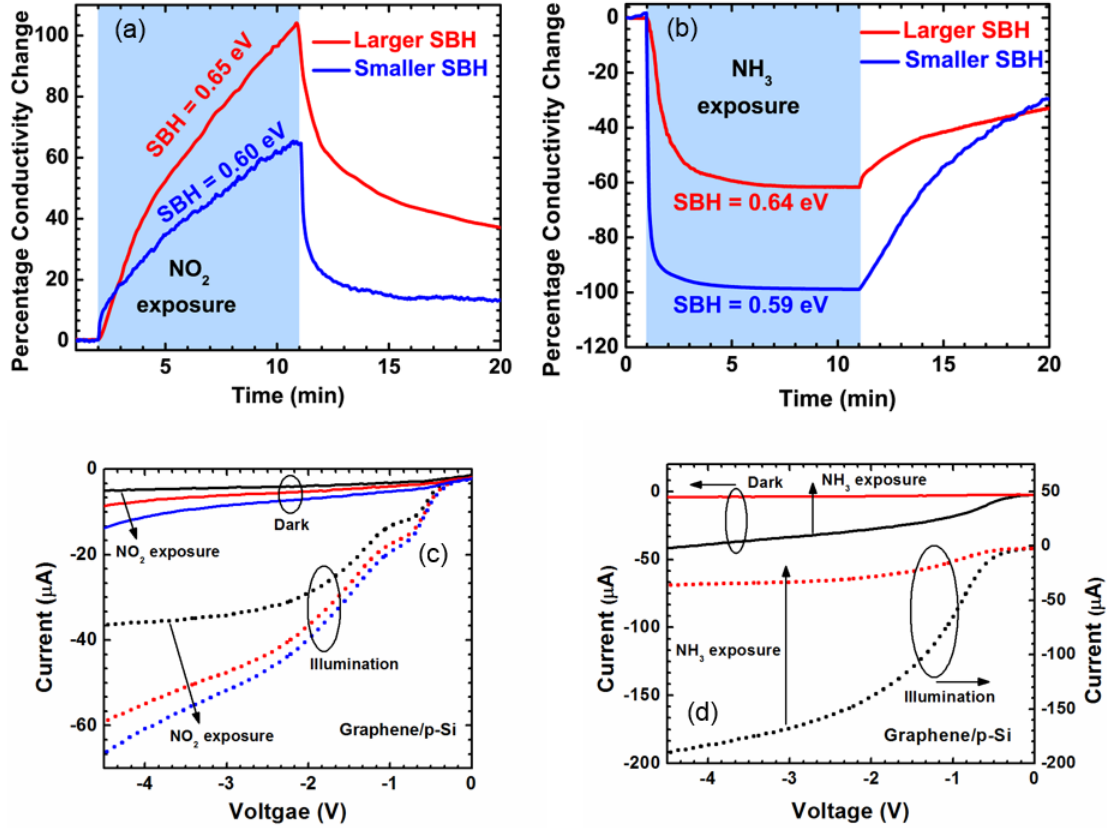 (a)
Larger SBH
Smaller SBH
SBH = 0.65 eV
SBH = 0.60 eV
NO2
exposure
Percentage Conductivity Change
100
80
60
40
20
0
5
10
15
20
Time (min)
(b)
Larger SBH
Smaller SBH
NH3
exposure
SBH = 0.64 eV
SBH = 0.59 eV
Percentage Conductivity Change
0
-20
-40
-60
-80
-100
-120
0
5
10
15
20
Time (min)
0
-20
-40
-60
Current (μA)
Dark
NO2 exposure
(c)
Illumination
NO2 exposure
Graphene/p-Si
-4
-3
-2
-1
0
Voltgae (V)
0
-50
-100
-150
-200
Current (μA)
Dark
NH3 exposure
NH3 exposure
Illumination
(d)
Graphene/p-Si
50
0
-50
-100
-150
-200
Current (μA)
-4
-3
-2
-1
0
Voltage (V)